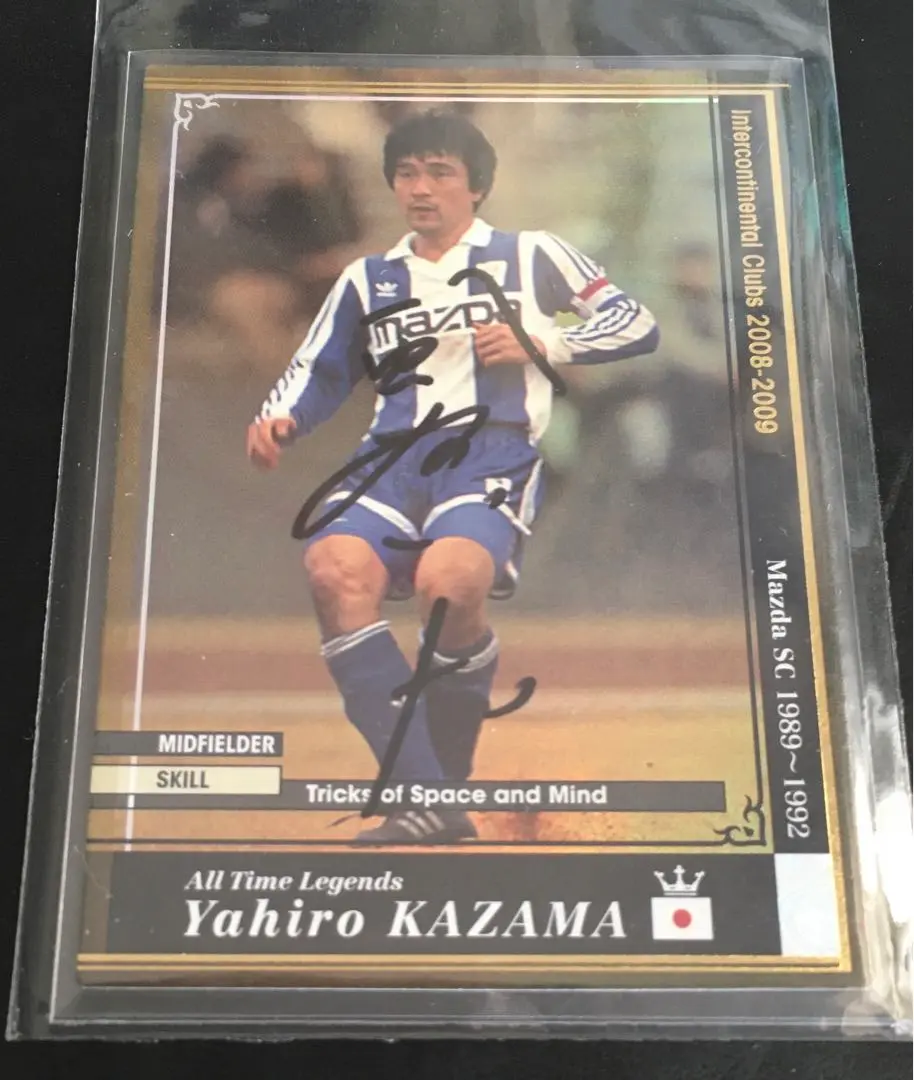 Intercontinental Clubs 2008-2009
mazda
Mazda SC 1989~1992
MIDFIELDER
SKILL
Tricks of Space and Mind
All Time Legends
Yahiro KAZAMA